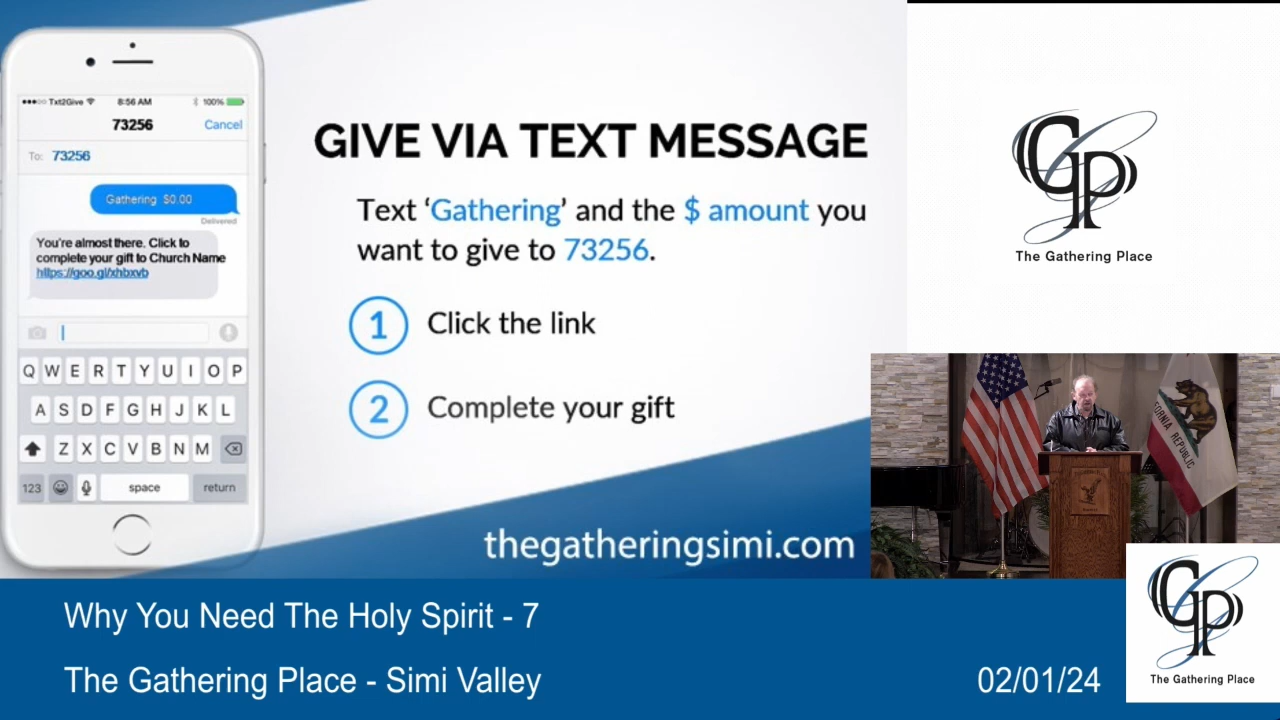 Txt2Give
8:56 AM
100%
73256
Cancel
To: 73256
Gathering $0.00
Delivered
You're almost there. Click to
complete your gift to Church Name
https://goo.gl/xhbxvb
Q W E R T Y U I O P
A S D F G H J K L
Z X C V B N M
123
space
return
GIVE VIA TEXT MESSAGE
Text ‘Gathering’ and the $ amount you
want to give to 73256.
1 Click the link
2 Complete your gift
thegatheringsimi.com
GP
The Gathering Place
CALIFORNIA REPUBLIC
Why You Need The Holy Spirit - 7
The Gathering Place - Simi Valley
02/01/24
GP
The Gathering Place